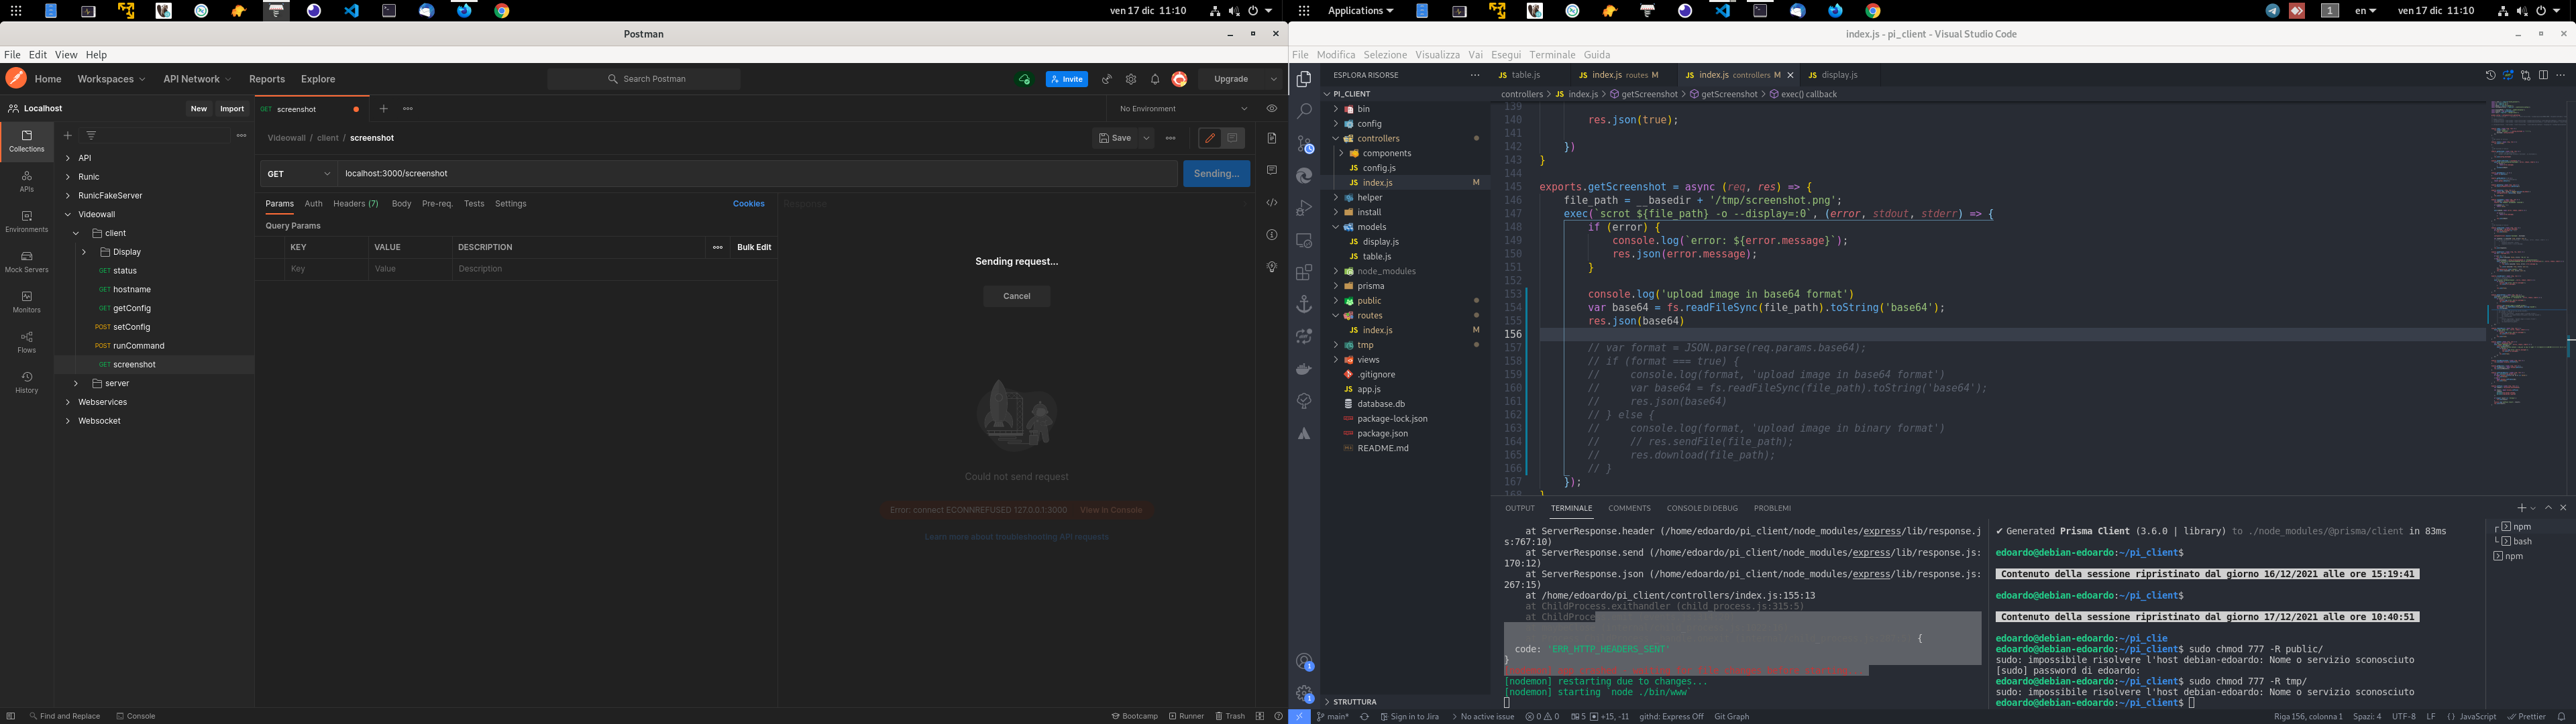 ven 17 dic 11:10
Applications
1
en
ven 17 dic 11:10
Postman
File Edit View Help
Home Workspaces API Network Reports Explore
Search Postman
Invite
Upgrade
Localhost
New Import
GET screenshot
No Environment
Collections
APIs
Environments
Mock Servers
Monitors
Flows
History
API
Runic
RunicFakeServer
Videowall
client
Display
GET status
GET hostname
GET getConfig
POST setConfig
POST runCommand
GET screenshot
server
Webservices
Websocket
Videowall / client / screenshot
Save
GET localhost:3000/screenshot
Sending...
Params Auth Headers (7) Body Pre-req. Tests Settings
Cookies
Query Params
KEY VALUE DESCRIPTION Bulk Edit
Key Value Description
Response
Sending request...
Cancel
Could not send request
Error: connect ECONNREFUSED 127.0.0.1:3000 View in Console
Learn more about troubleshooting API requests
Find and Replace Console
Bootcamp Runner Trash
index.js - pi_client - Visual Studio Code
File Modifica Selezione Visualizza Vai Esegui Terminale Guida
ESPLORA RISORSE
PI_CLIENT
bin
config
controllers
components
config.js
index.js M
helper
install
models
display.js
table.js
node_modules
prisma
public
routes
index.js M
tmp
views
.gitignore
app.js
database.db
package-lock.json
package.json
README.md
STRUTTURA
table.js
index.js routes M
index.js controllers M
display.js
controllers > index.js > getScreenshot > getScreenshot > exec() callback
139
140 res.json(true);
141
142 })
143 }
144
145 exports.getScreenshot = async (req, res) => {
146 file_path = __basedir + '/tmp/screenshot.png';
147 exec(`scrot ${file_path} -o --display=:0`, (error, stdout, stderr) => {
148 if (error) {
149 console.log(`error: ${error.message}`);
150 res.json(error.message);
151 }
152
153 console.log('upload image in base64 format')
154 var base64 = fs.readFileSync(file_path).toString('base64');
155 res.json(base64)
156
157 // var format = JSON.parse(req.params.base64);
158 // if (format === true) {
159 // console.log(format, 'upload image in base64 format')
160 // var base64 = fs.readFileSync(file_path).toString('base64');
161 // res.json(base64)
162 // } else {
163 // console.log(format, 'upload image in binary format')
164 // // res.sendFile(file_path);
165 // res.download(file_path);
166 // }
167 });
168 }
OUTPUT TERMINALE COMMENTS CONSOLE DI DEBUG PROBLEMI
at ServerResponse.header (/home/edoardo/pi_client/node_modules/express/lib/response.j
s:767:10)
at ServerResponse.send (/home/edoardo/pi_client/node_modules/express/lib/response.js:
170:12)
at ServerResponse.json (/home/edoardo/pi_client/node_modules/express/lib/response.js:
267:15)
at /home/edoardo/pi_client/controllers/index.js:155:13
at ChildProcess.exithandler (child_process.js:315:5)
at ChildProce
{
code: 'ERR_HTTP_HEADERS_SENT'
}
[nodemon] restarting due to changes...
[nodemon] starting `node ./bin/www`
✔ Generated Prisma Client (3.6.0 | library) to ./node_modules/@prisma/client in 83ms
edoardo@debian-edoardo:~/pi_client$
Contenuto della sessione ripristinato dal giorno 16/12/2021 alle ore 15:19:41
edoardo@debian-edoardo:~/pi_client$
Contenuto della sessione ripristinato dal giorno 17/12/2021 alle ore 10:40:51
edoardo@debian-edoardo:~/pi_clie
edoardo@debian-edoardo:~/pi_client$ sudo chmod 777 -R public/
sudo: impossibile risolvere l'host debian-edoardo: Nome o servizio sconosciuto
[sudo] password di edoardo:
edoardo@debian-edoardo:~/pi_client$ sudo chmod 777 -R tmp/
sudo: impossibile risolvere l'host debian-edoardo: Nome o servizio sconosciuto
edoardo@debian-edoardo:~/pi_client$
npm
bash
npm
main* Sign in to Jira No active issue 0 0 5 +15, -11 githd: Express Off Git Graph
Riga 156, colonna 1 Spazi: 4 UTF-8 LF JavaScript Prettier